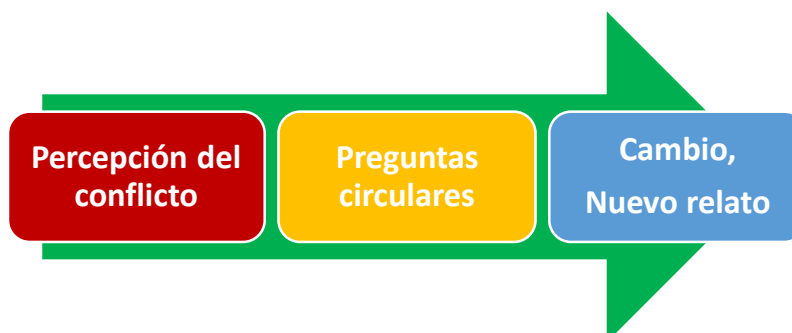 Percepción del
conflicto
Preguntas
circulares
Cambio,
Nuevo relato